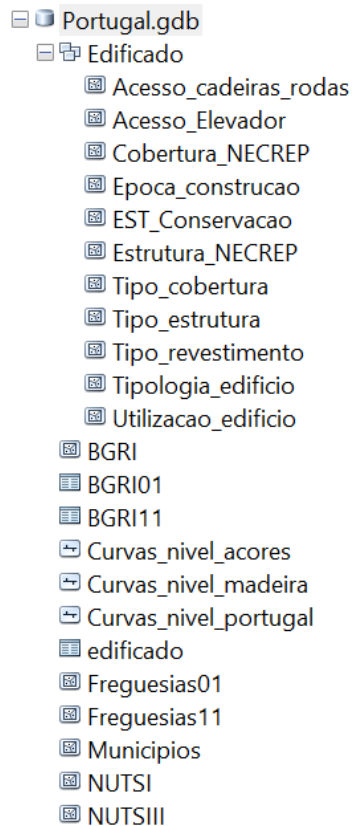 Portugal.gdb
Edificado
Acesso_cadeiras_rodas
Acesso_Elevador
Cobertura_NECREP
Epoca_construcao
EST_Conservacao
Estrutura_NECREP
Tipo_cobertura
Tipo_estrutura
Tipo_revestimento
Tipologia_edificio
Utilizacao_edificio
BGRI
BGRI01
BGRI11
Curvas_nivel_acores
Curvas_nivel_madeira
Curvas_nivel_portugal
edificado
Freguesias01
Freguesias11
Municipios
NUTSI
NUTSIII